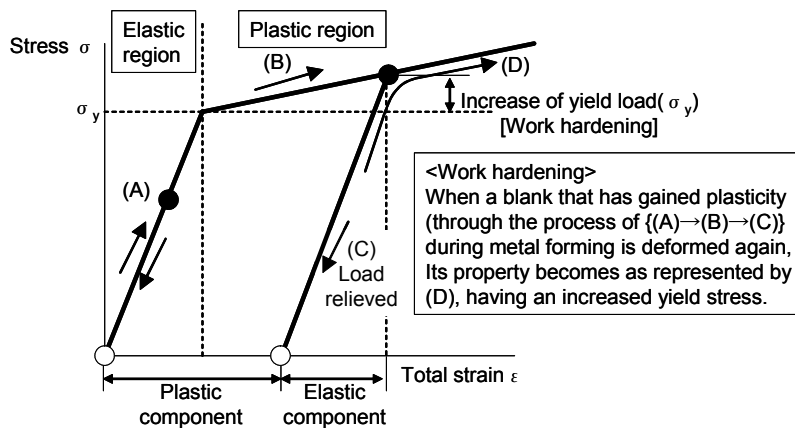 Elastic
region
Plastic region
Stress σ
(B)
(D)
σy
Increase of yield load(σy)
[Work hardening]
(A)
<Work hardening>
When a blank that has gained plasticity
(through the process of {(A)→(B)→(C)}
during metal forming is deformed again,
Its property becomes as represented by
(D), having an increased yield stress.
(C)
Load
relieved
Total strain ε
Plastic
component
Elastic
component